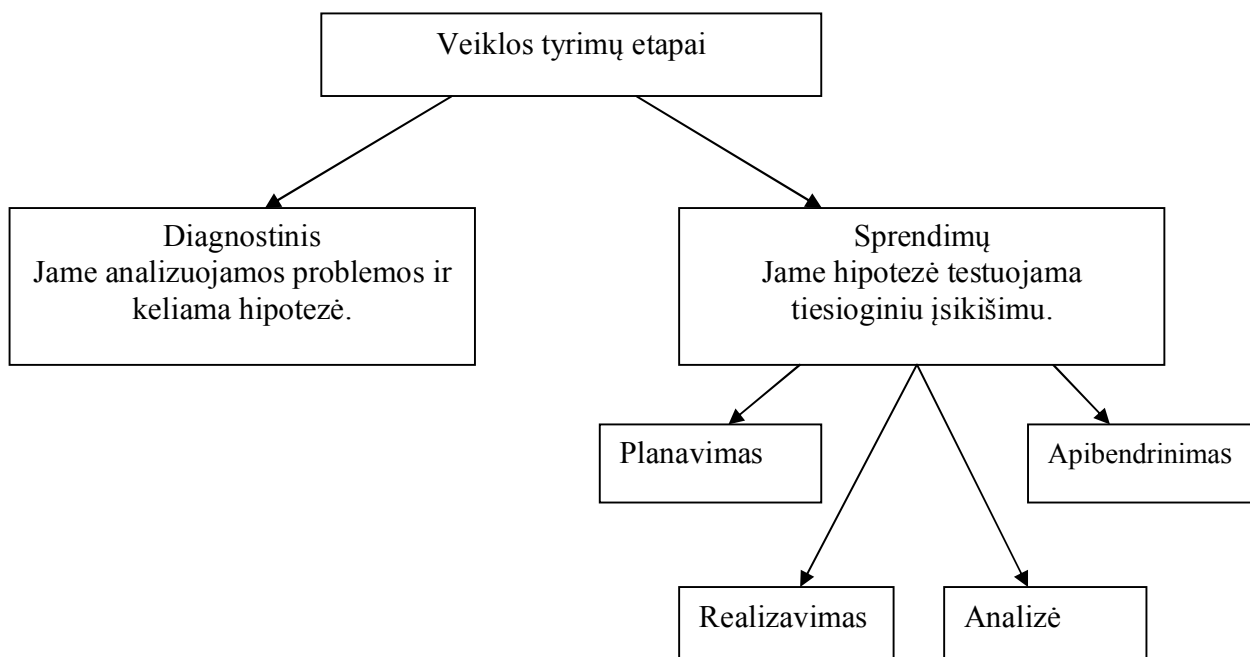 Veiklos tyrimų etapai
Diagnostinis
Jame analizuojamos problemos ir
keliama hipotezė.
Sprendimų
Jame hipotezė testuojama
tiesioginiu įsikišimu.
Planavimas
Apibendrinimas
Realizavimas
Analizė